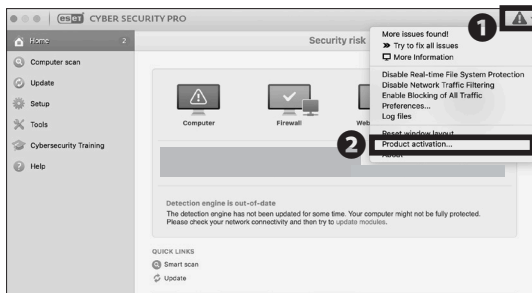 eset CYBER SECURITY PRO
1
Home 2
Security risk
More issues found!
Try to fix all issues
More Information
Computer scan
Update
Setup
Tools
Cybersecurity Training
Help
Disable Real-time File System Protection
Disable Network Traffic Filtering
Enable Blocking of All Traffic
Preferences...
Log files
Reset window layout
2
Product activation...
About
Computer
Firewall
Web
Detection engine is out-of-date
The detection engine has not been updated for some time. Your computer might not be fully protected.
Please check your network connectivity and then try to update modules.
QUICK LINKS
Smart scan
Update